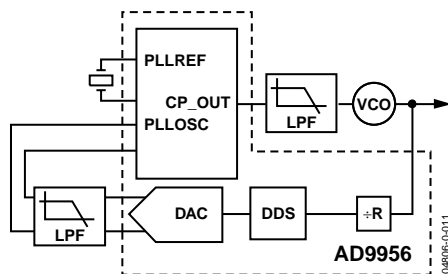 PLLREF
CP_OUT
PLLOSC
LPF
VCO
LPF
DAC
DDS
÷R
AD9956
04806-0-011